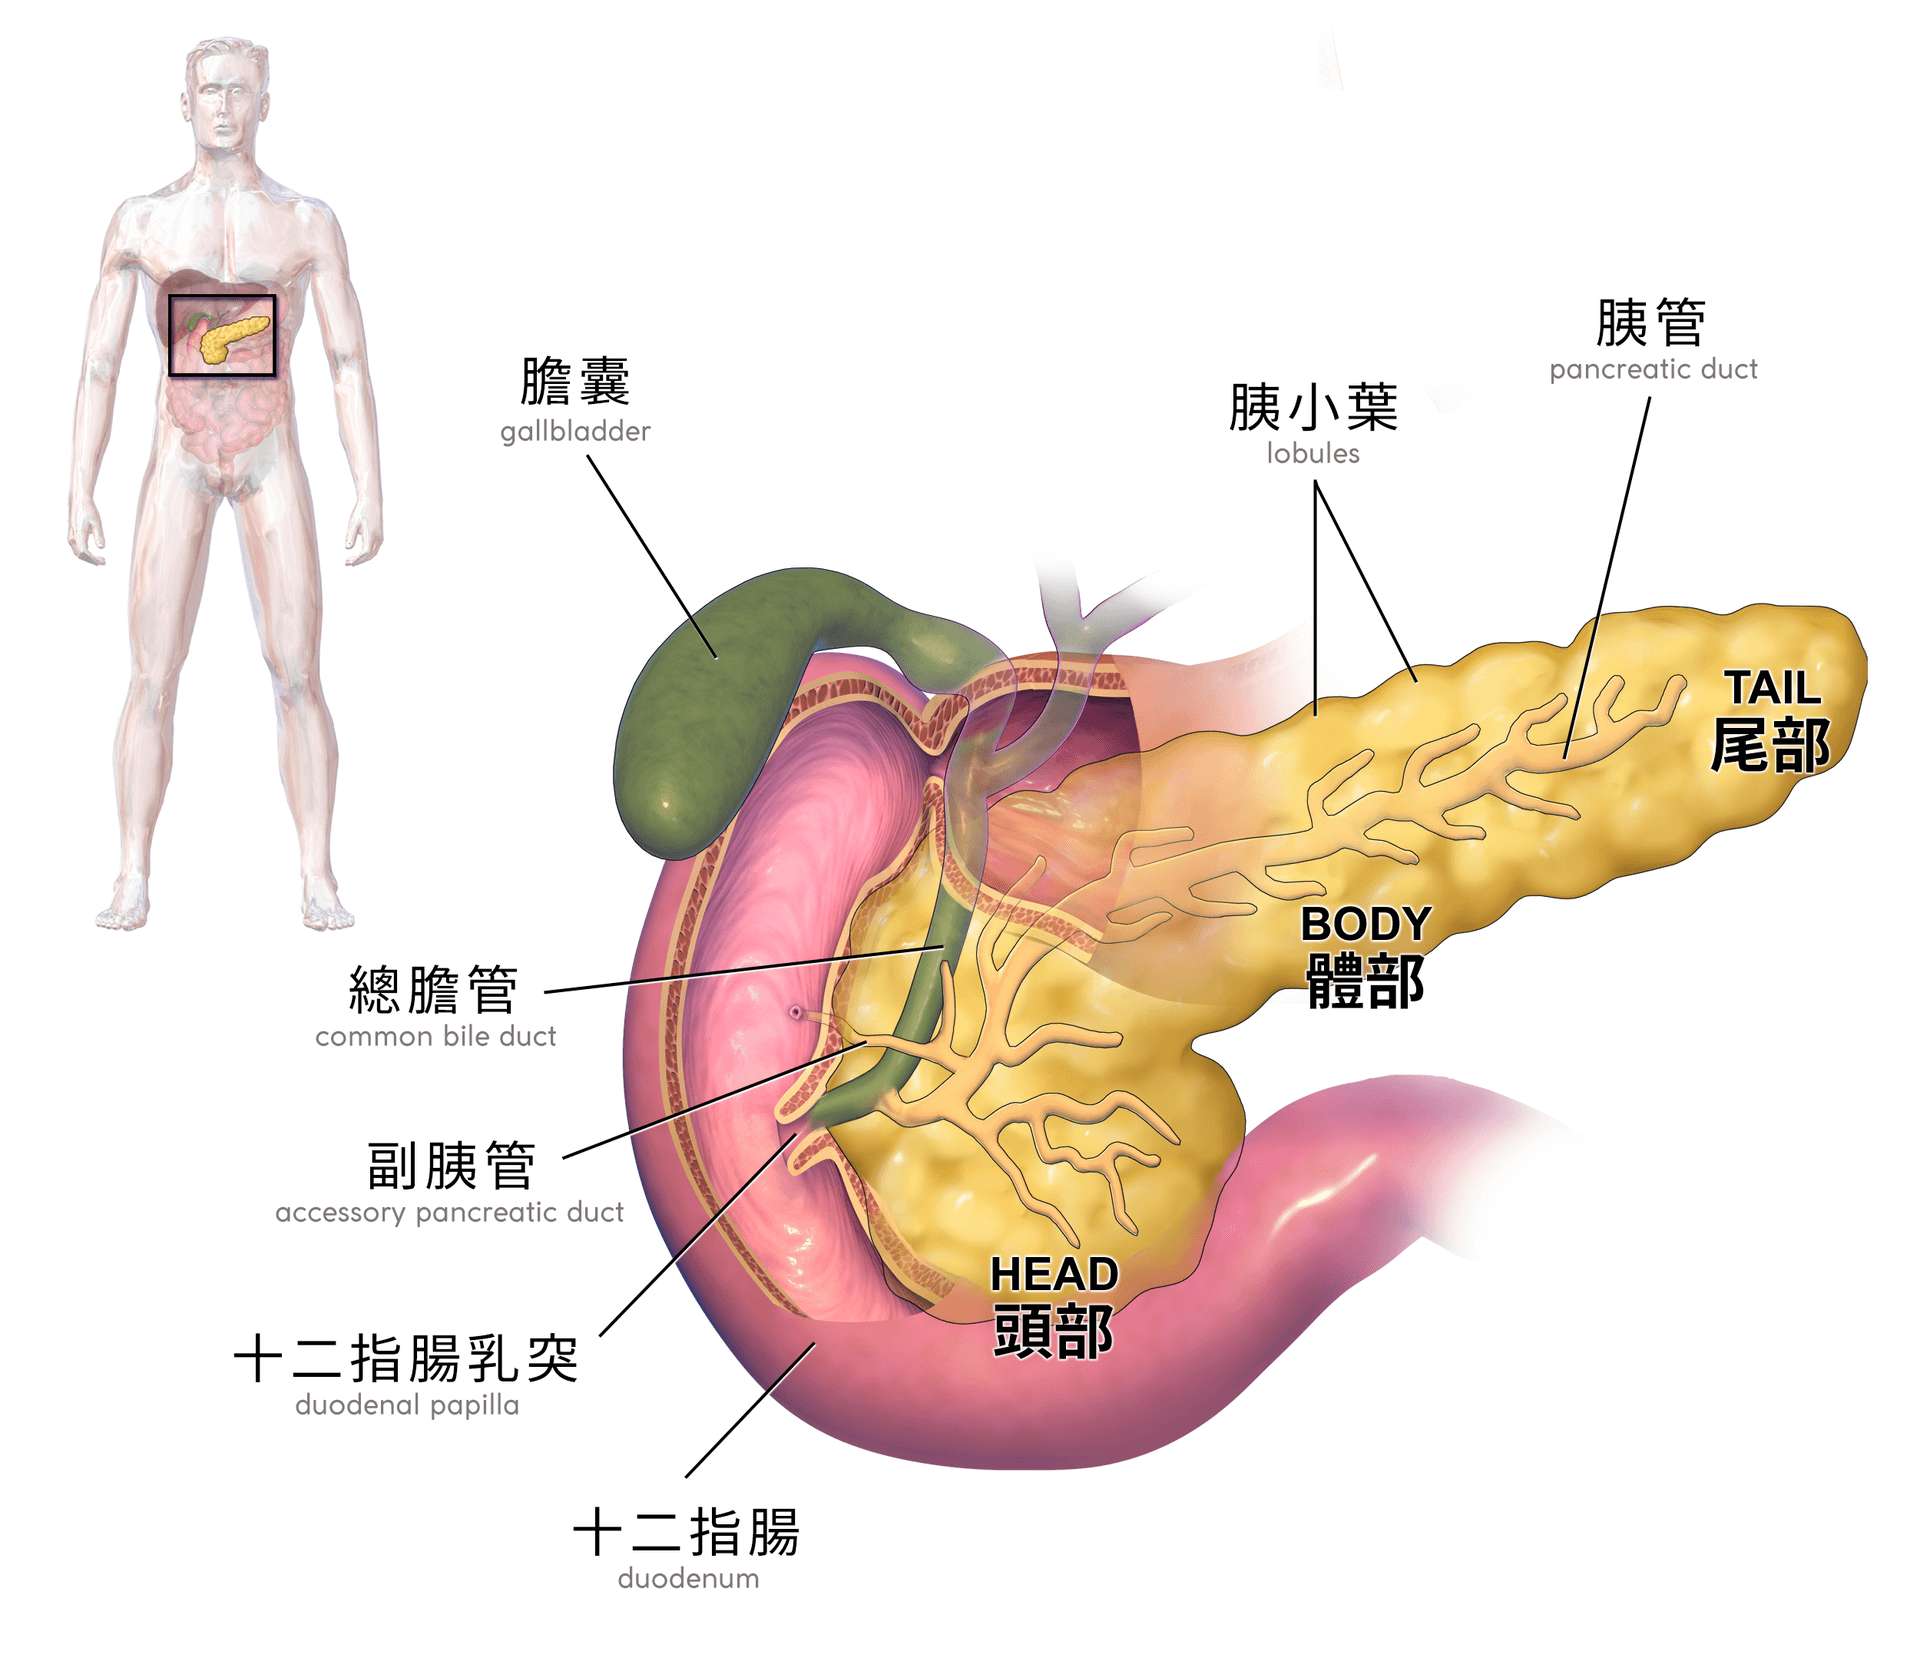 胰管
pancreatic duct
膽囊
gallbladder
胰小葉
lobules
TAIL
尾部
BODY
體部
總膽管
common bile duct
副胰管
accessory pancreatic duct
HEAD
頭部
十二指腸乳突
duodenal papilla
十二指腸
duodenum